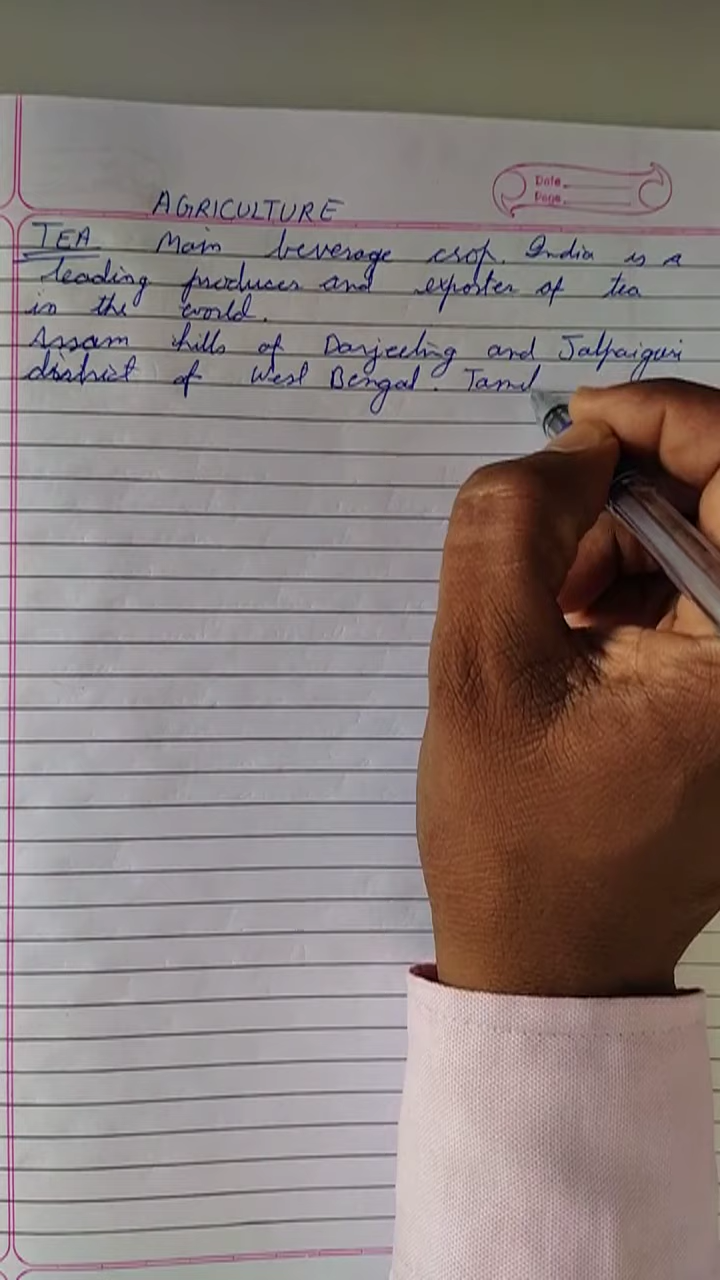 Date
Page
AGRICULTURE
TEA Main beverage crop. India is a
leading producer and exporter of tea
in the world.
Assam hills of Darjeeling and Jalpaiguri
district of West Bengal. Tamil